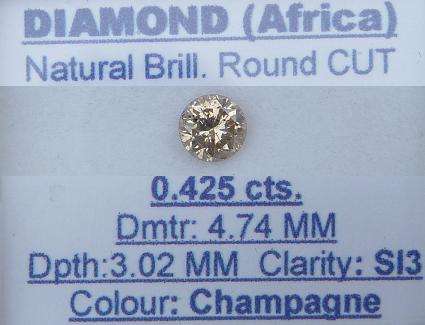 DIAMOND (Africa)
Natural Brill. Round CUT
0.425 cts.
Dmtr: 4.74 MM
Dpth:3.02 MM Clarity: SI3
Colour: Champagne